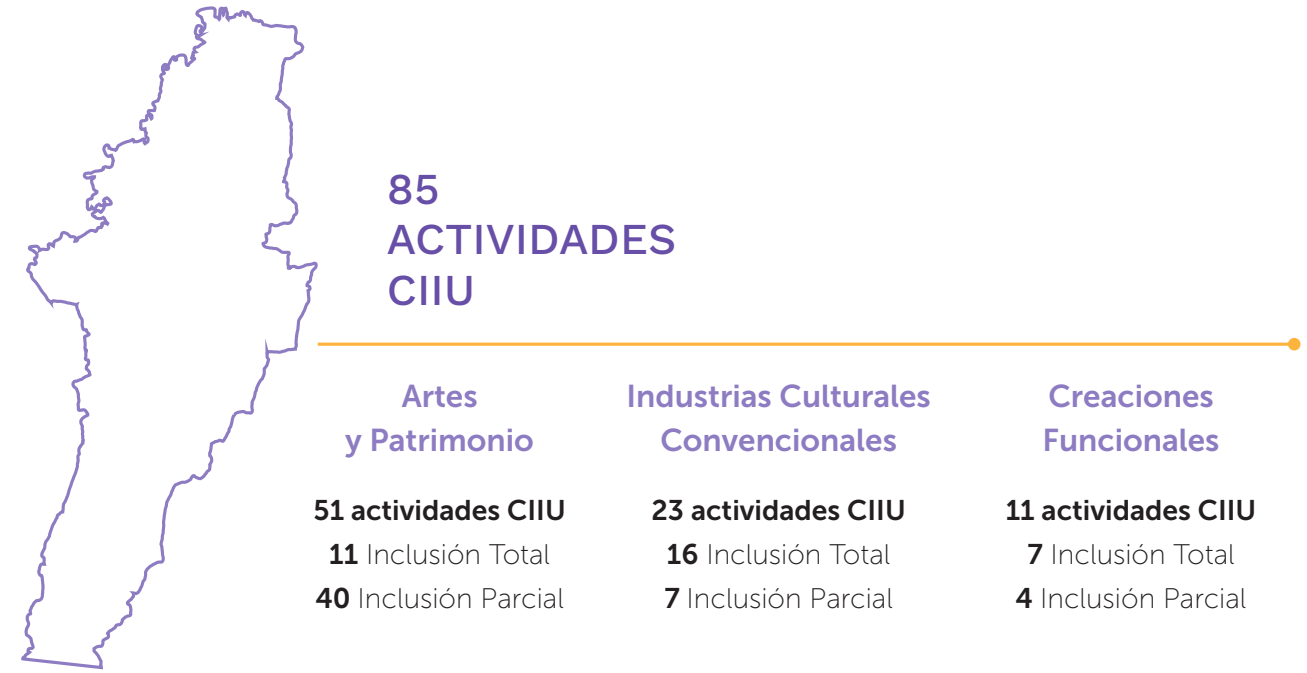 85
ACTIVIDADES
CIIU
Artes
y Patrimonio
51 actividades CIIU
11 Inclusión Total
40 Inclusión Parcial
Industrias Culturales
Convencionales
23 actividades CIIU
16 Inclusión Total
7 Inclusión Parcial
Creaciones
Funcionales
11 actividades CIIU
7 Inclusión Total
4 Inclusión Parcial